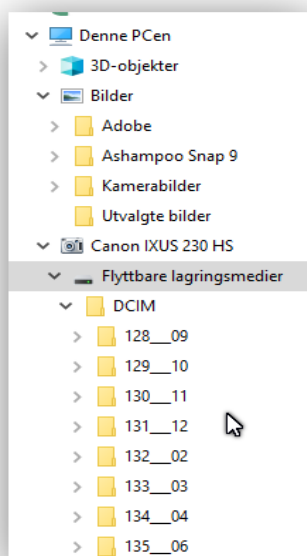 Denne PCen
3D-objekter
Bilder
Adobe
Ashampoo Snap 9
Kamerabilder
Utvalgte bilder
Canon IXUS 230 HS
Flyttbare lagringsmedier
DCIM
128___09
129___10
130___11
131___12
132___02
133___03
134___04
135___06